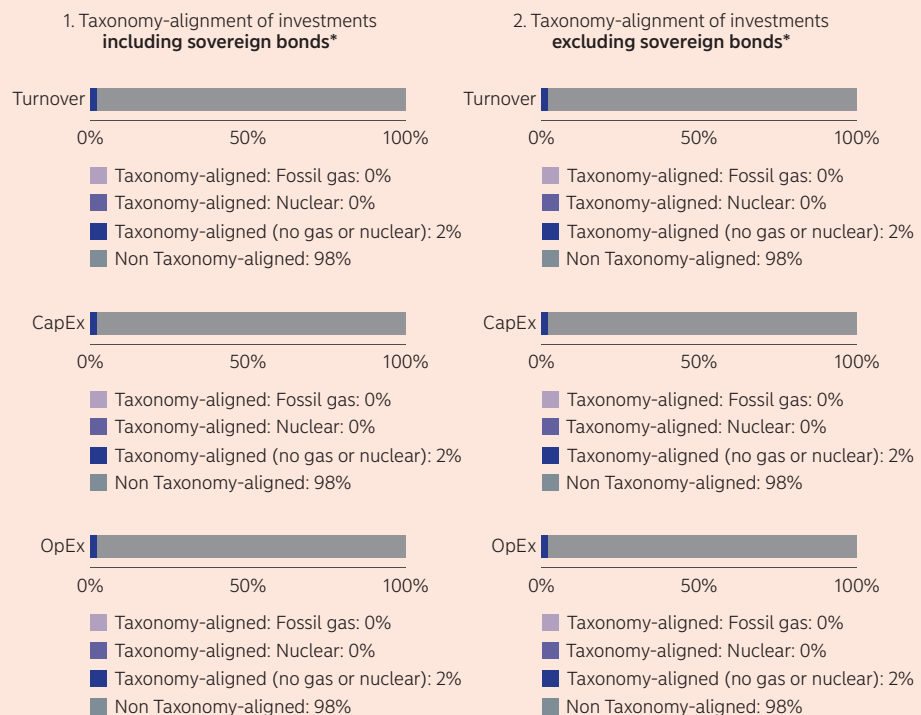 1. Taxonomy-alignment of investments
including sovereign bonds*
Turnover
0% 50% 100%
Taxonomy-aligned: Fossil gas: 0%
Taxonomy-aligned: Nuclear: 0%
Taxonomy-aligned (no gas or nuclear): 2%
Non Taxonomy-aligned: 98%
CapEx
0% 50% 100%
Taxonomy-aligned: Fossil gas: 0%
Taxonomy-aligned: Nuclear: 0%
Taxonomy-aligned (no gas or nuclear): 2%
Non Taxonomy-aligned: 98%
OpEx
0% 50% 100%
Taxonomy-aligned: Fossil gas: 0%
Taxonomy-aligned: Nuclear: 0%
Taxonomy-aligned (no gas or nuclear): 2%
Non Taxonomy-aligned: 98%
2. Taxonomy-alignment of investments
excluding sovereign bonds*
Turnover
0% 50% 100%
Taxonomy-aligned: Fossil gas: 0%
Taxonomy-aligned: Nuclear: 0%
Taxonomy-aligned (no gas or nuclear): 2%
Non Taxonomy-aligned: 98%
CapEx
0% 50% 100%
Taxonomy-aligned: Fossil gas: 0%
Taxonomy-aligned: Nuclear: 0%
Taxonomy-aligned (no gas or nuclear): 2%
Non Taxonomy-aligned: 98%
OpEx
0% 50% 100%
Taxonomy-aligned: Fossil gas: 0%
Taxonomy-aligned: Nuclear: 0%
Taxonomy-aligned (no gas or nuclear): 2%
Non Taxonomy-aligned: 98%